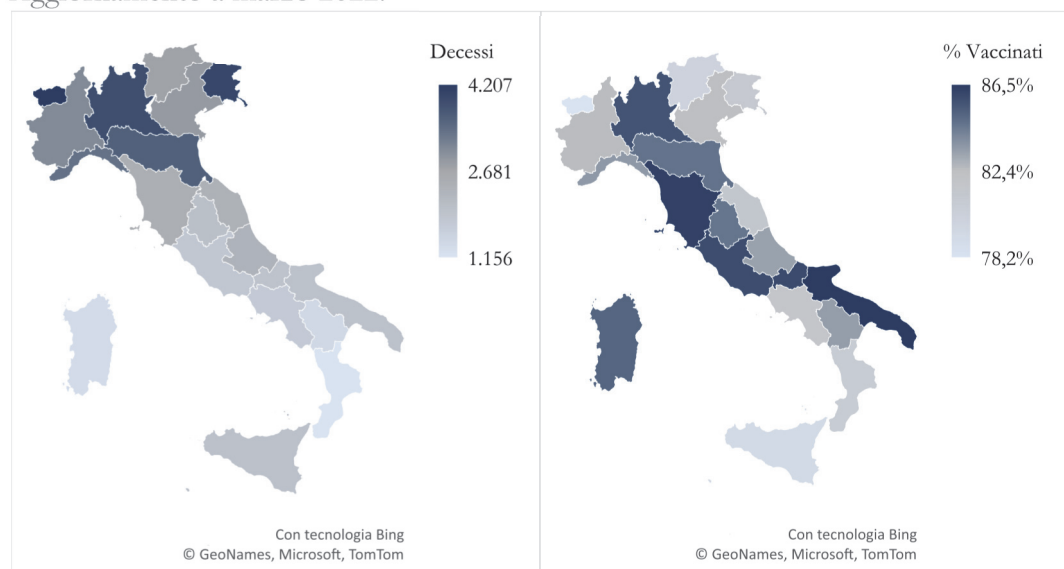 Decessi
4.207
2.681
1.156
Con tecnologia Bing
© GeoNames, Microsoft, TomTom
% Vaccinati
86,5%
82,4%
78,2%
Con tecnologia Bing
© GeoNames, Microsoft, TomTom